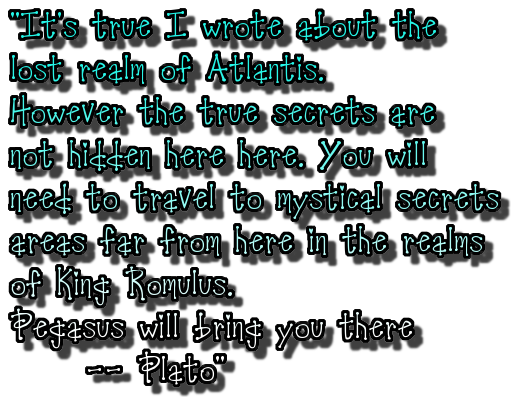 "It's true I wrote about the
lost realm of Atlantis.
However the true secrets are
not hidden here here. You will
need to travel to mystical secrets
areas far from here in the realms
of King Romulus.
Pegasus will bring you there
-- Plato"